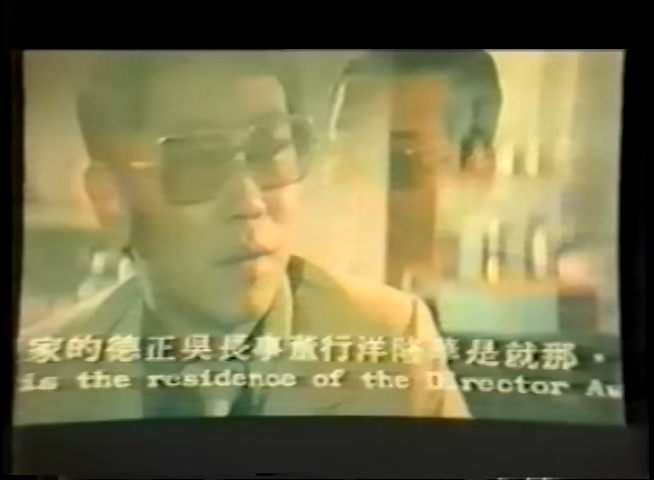 那就是華隆洋行董事長吳正德的家
is the residence of the Director